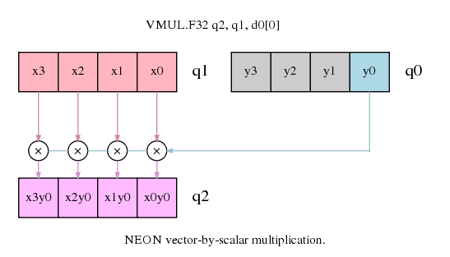 VMUL.F32 q2, q1, d0[0]
x3 x2 x1 x0 q1 y3 y2 y1 y0 q0
× × × ×
x3y0 x2y0 x1y0 x0y0 q2
NEON vector-by-scalar multiplication.